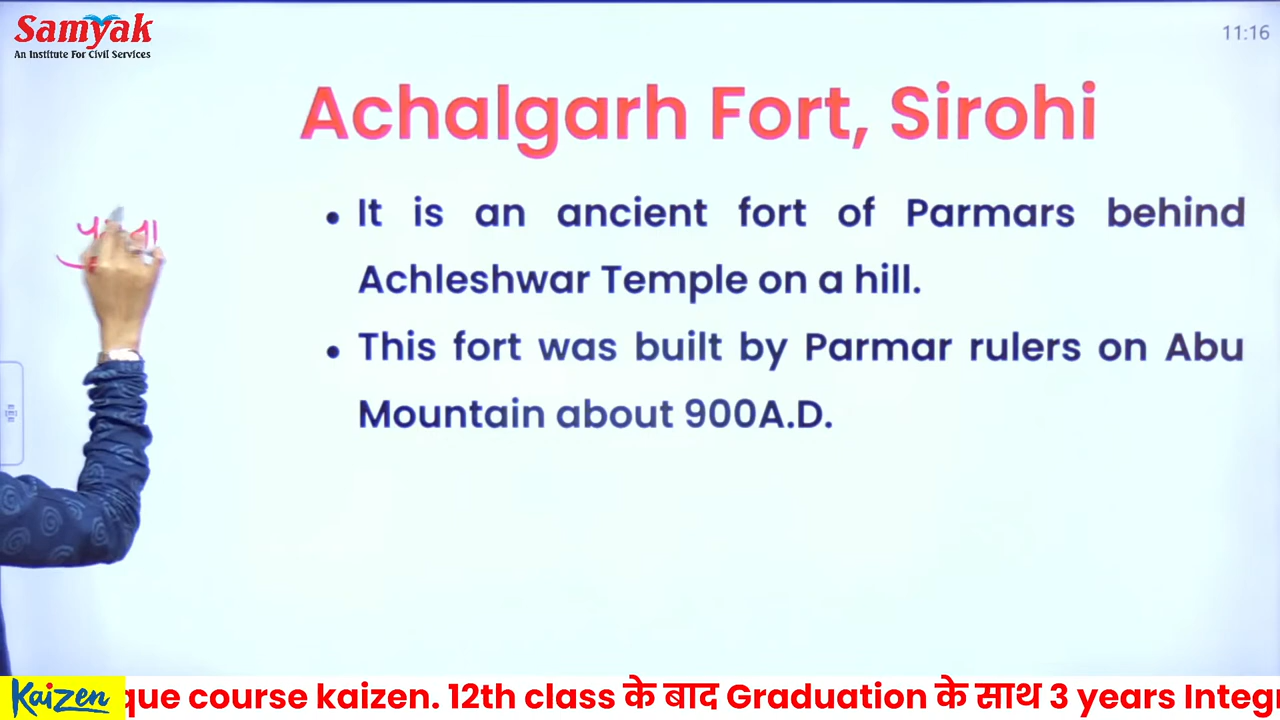 Samyak
An Institute For Civil Services
11:16
Achalgarh Fort, Sirohi
• It is an ancient fort of Parmars behind
Achleshwar Temple on a hill.
• This fort was built by Parmar rulers on Abu
Mountain about 900A.D.
Kaizen
que course kaizen. 12th class के बाद Graduation के साथ 3 years Integr